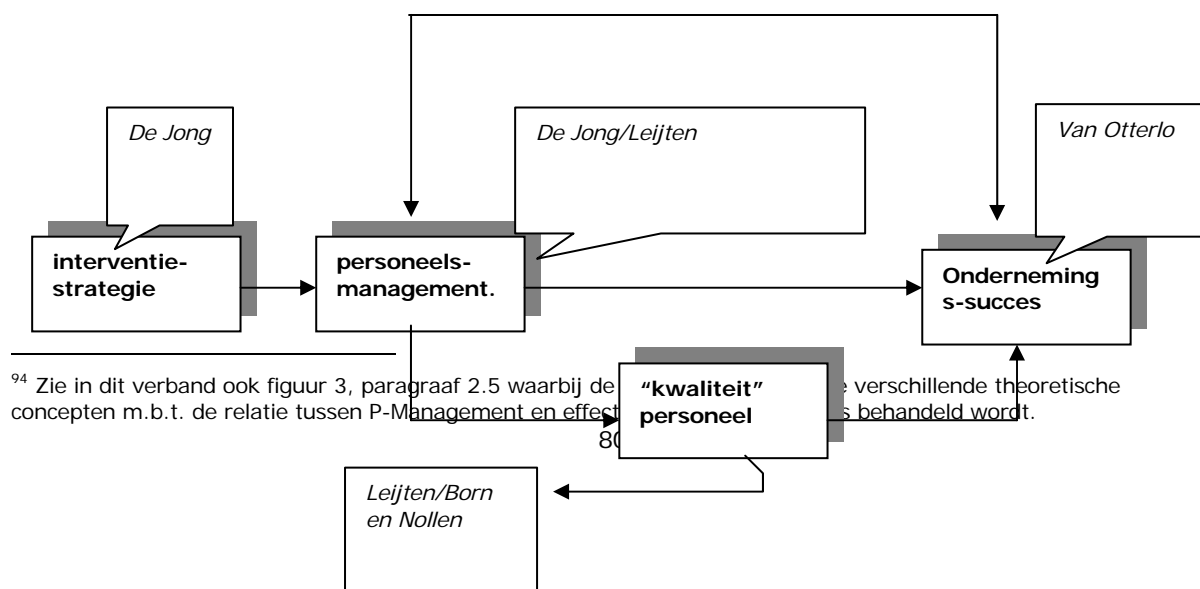 De Jong
De Jong/Leijten
Van Otterlo
interventie-
strategie
personeels-
management.
Onderneming
s-succes
94 Zie in dit verband ook figuur 3, paragraaf 2.5 waarbij de verschillende theoretische
concepten m.b.t. de relatie tussen P-Management en behandeld wordt.
“kwaliteit”
personeel
Leijten/Born
en Nollen